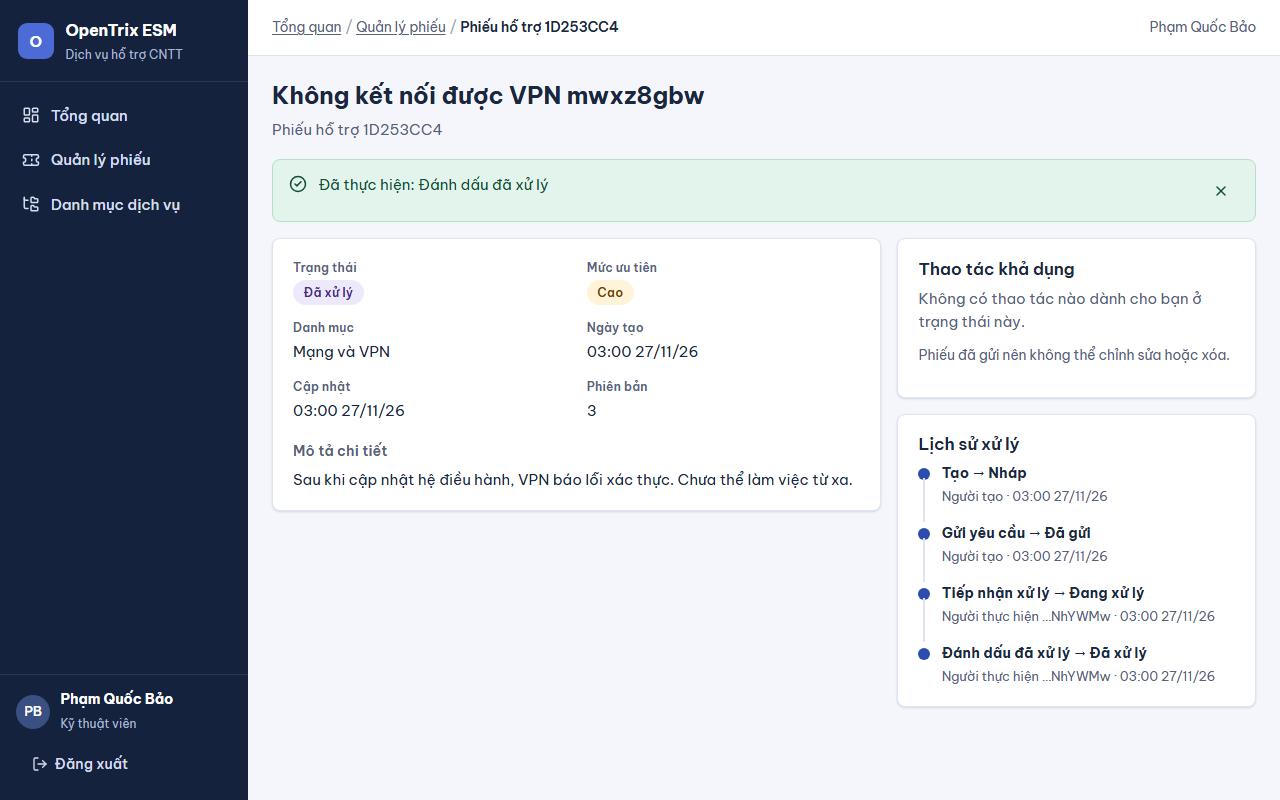 O
OpenTrix ESM
Dịch vụ hỗ trợ CNTT
Tổng quan
Quản lý phiếu
Danh mục dịch vụ
PB
Phạm Quốc Bảo
Kỹ thuật viên
Đăng xuất
Tổng quan / Quản lý phiếu / Phiếu hỗ trợ 1D253CC4
Phạm Quốc Bảo
Không kết nối được VPN mwxz8gbw
Phiếu hỗ trợ 1D253CC4
Đã thực hiện: Đánh dấu đã xử lý
Trạng thái
Đã xử lý
Mức ưu tiên
Cao
Danh mục
Mạng và VPN
Ngày tạo
03:00 27/11/26
Cập nhật
03:00 27/11/26
Phiên bản
3
Mô tả chi tiết
Sau khi cập nhật hệ điều hành, VPN báo lỗi xác thực. Chưa thể làm việc từ xa.
Thao tác khả dụng
Không có thao tác nào dành cho bạn ở
trạng thái này.
Phiếu đã gửi nên không thể chỉnh sửa hoặc xóa.
Lịch sử xử lý
Tạo → Nháp
Người tạo · 03:00 27/11/26
Gửi yêu cầu → Đã gửi
Người tạo · 03:00 27/11/26
Tiếp nhận xử lý → Đang xử lý
Người thực hiện …NhYWMw · 03:00 27/11/26
Đánh dấu đã xử lý → Đã xử lý
Người thực hiện …NhYWMw · 03:00 27/11/26